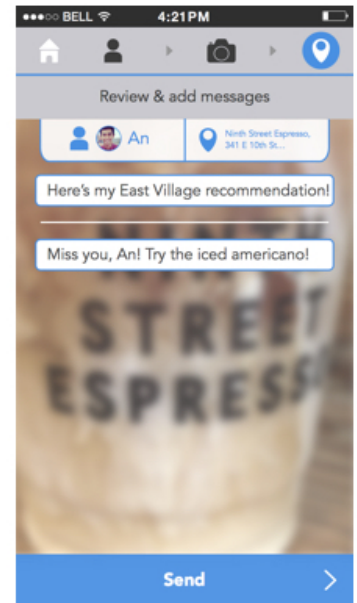 BELL 4:21PM
Review & add messages
An
Ninth Street Espresso,
341 E 10th St...
Here's my East Village recommendation!
Miss you, An! Try the iced americano!
STREET
ESPRESSO
Send